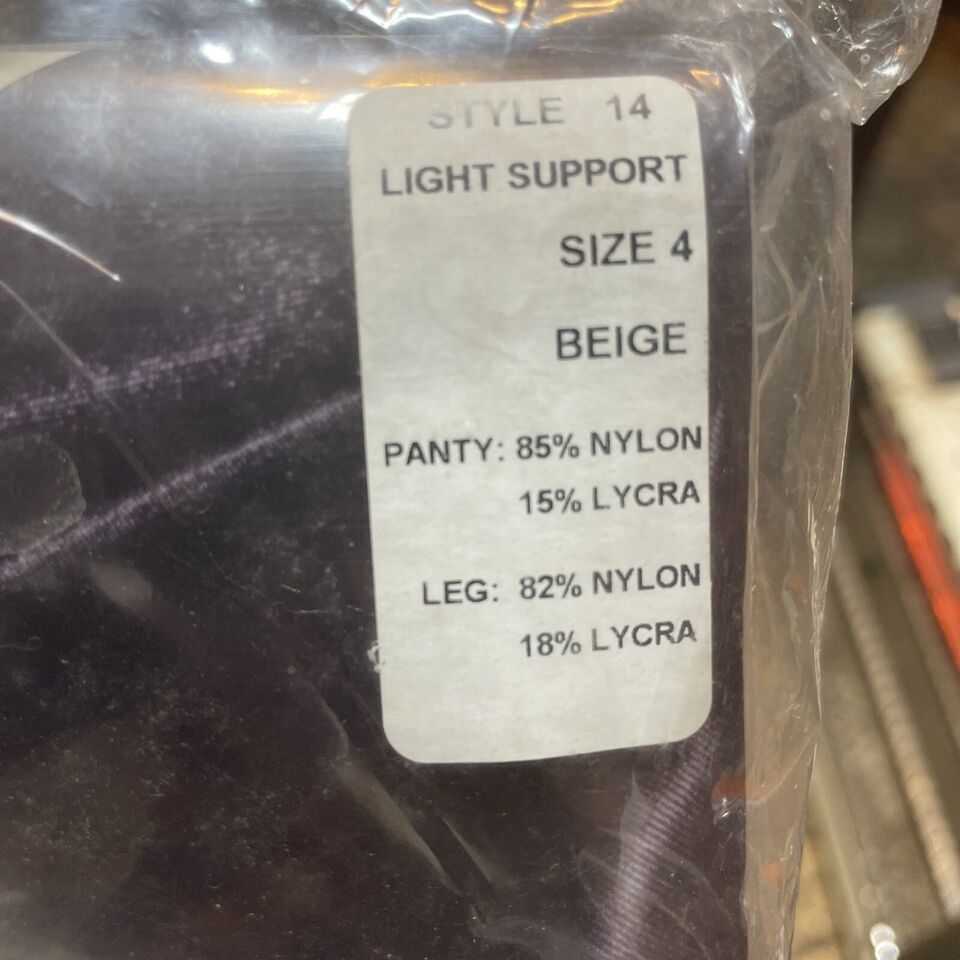 STYLE 14
LIGHT SUPPORT
SIZE 4
BEIGE
PANTY: 85% NYLON
15% LYCRA
LEG: 82% NYLON
18% LYCRA